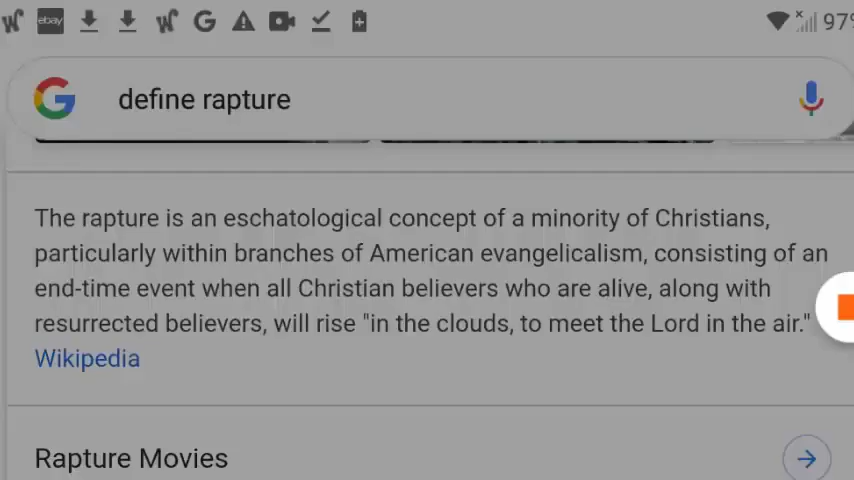 ebay
97%
define rapture
The rapture is an eschatological concept of a minority of Christians,
particularly within branches of American evangelicalism, consisting of an
end-time event when all Christian believers who are alive, along with
resurrected believers, will rise "in the clouds, to meet the Lord in the air."
Wikipedia
Rapture Movies